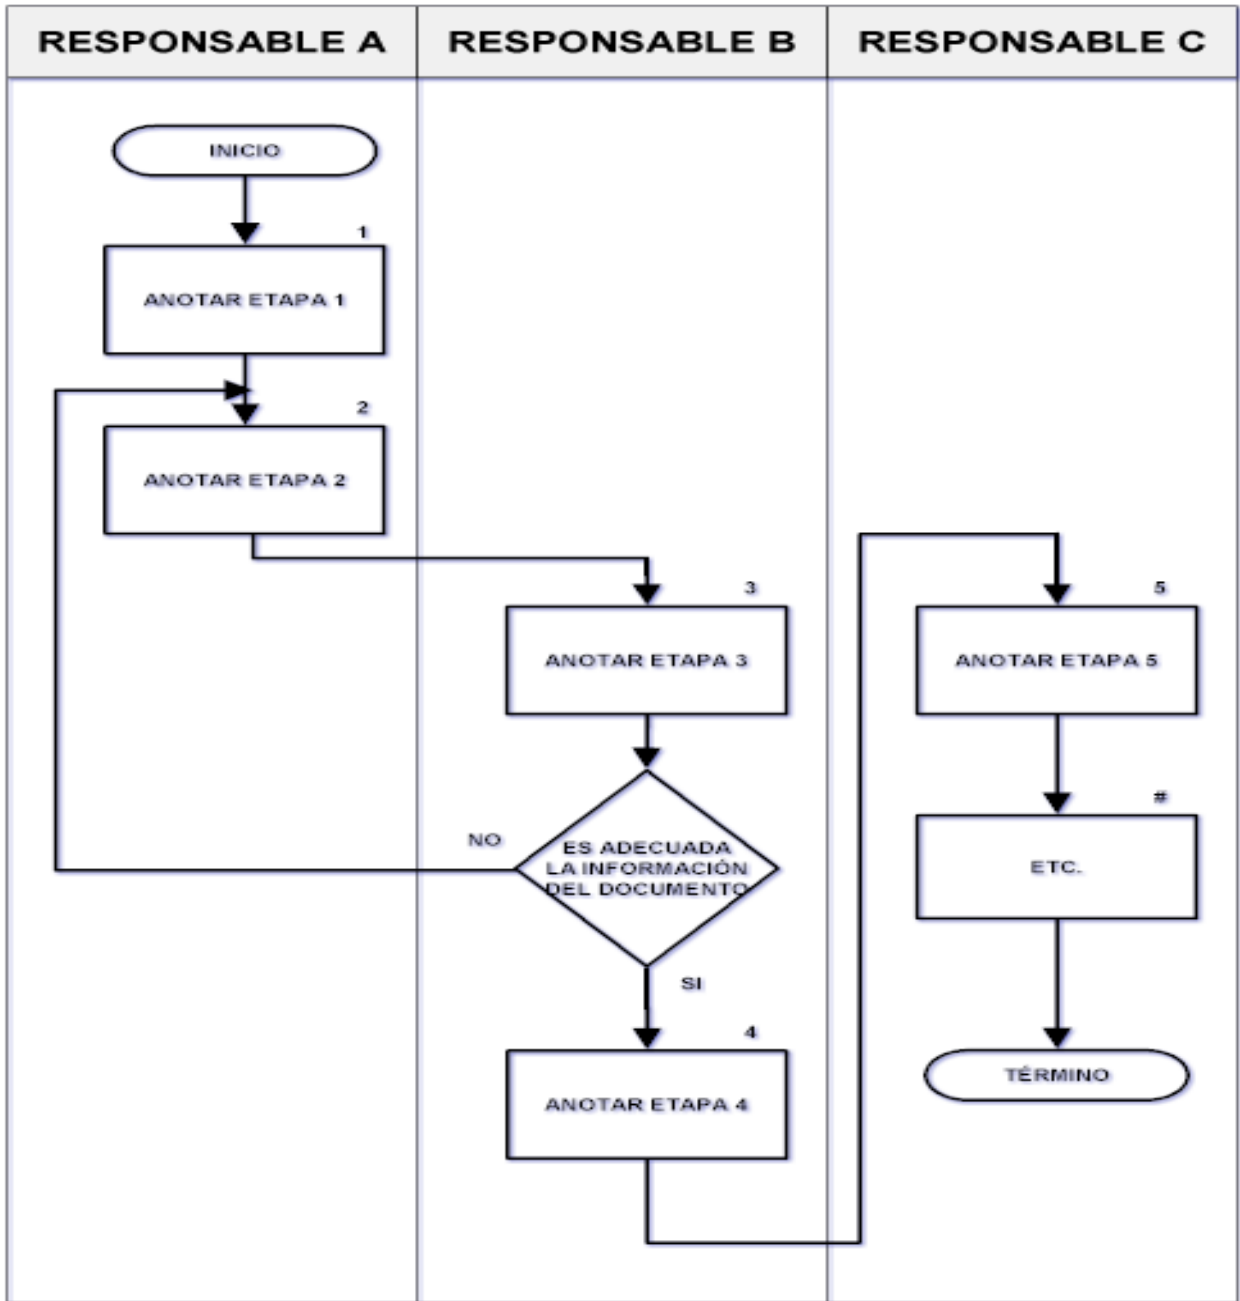 RESPONSABLE A
RESPONSABLE B
RESPONSABLE C
INICIO
1
ANOTAR ETAPA 1
2
ANOTAR ETAPA 2
3
ANOTAR ETAPA 3
NO
ES ADECUADA
LA INFORMACIÓN
DEL DOCUMENTO
SI
4
ANOTAR ETAPA 4
5
ANOTAR ETAPA 5
#
ETC.
TÉRMINO